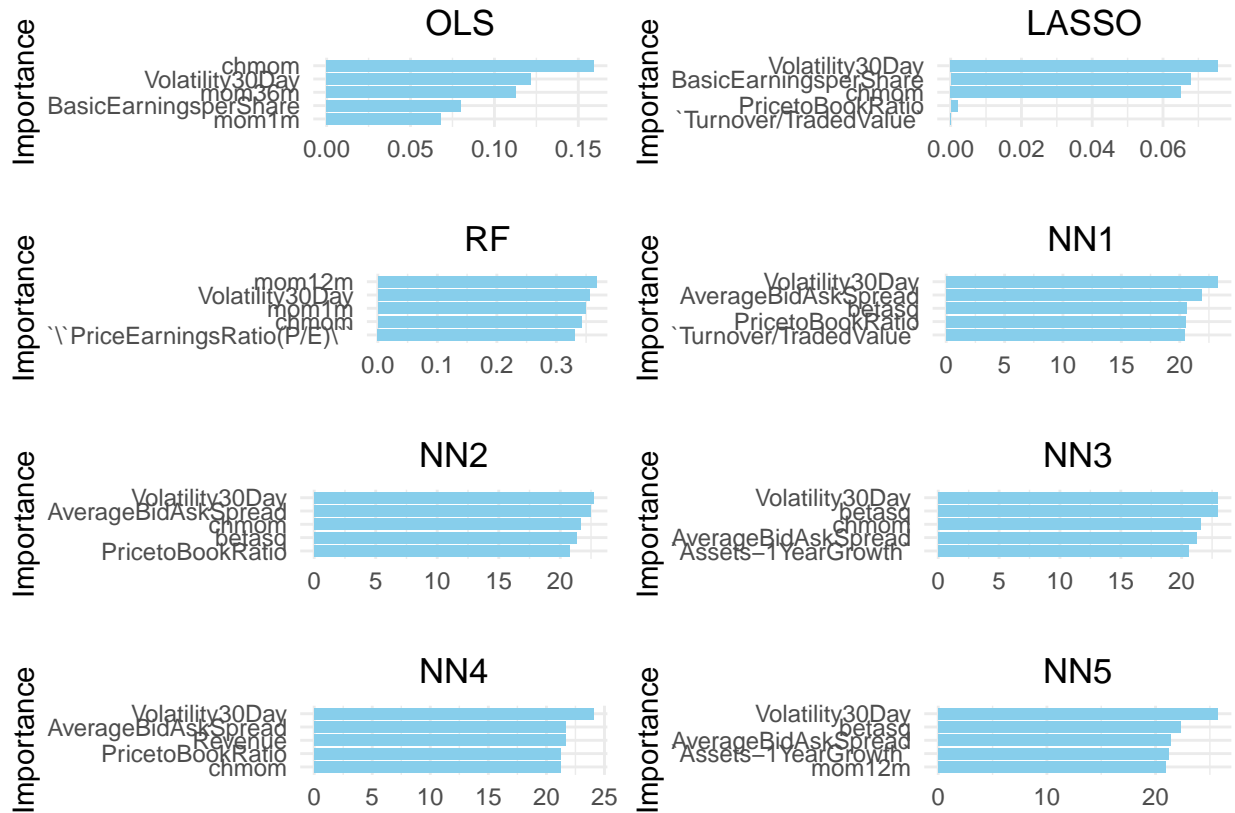 OLS
Importance
chmom
Volatility30Day
mom36m
BasicEarningsperShare
mom1m
0.00 0.05 0.10 0.15
LASSO
Importance
Volatility30Day
BasicEarningsperShare
chmom
PricetoBookRatio
`Turnover/TradedValue`
0.00 0.02 0.04 0.06
RF
Importance
mom12m
Volatility30Day
mom1m
chmom
`\`PriceEarningsRatio(P/E)\``
0.0 0.1 0.2 0.3
NN1
Importance
Volatility30Day
AverageBidAskSpread
betasq
PricetoBookRatio
`Turnover/TradedValue`
0 5 10 15 20
NN2
Importance
Volatility30Day
AverageBidAskSpread
chmom
betasq
PricetoBookRatio
0 5 10 15 20
NN3
Importance
Volatility30Day
betasq
chmom
AverageBidAskSpread
`Assets−1YearGrowth`
0 5 10 15 20
NN4
Importance
Volatility30Day
AverageBidAskSpread
Revenue
PricetoBookRatio
chmom
0 5 10 15 20 25
NN5
Importance
Volatility30Day
betasq
AverageBidAskSpread
`Assets−1YearGrowth`
mom12m
0 10 20